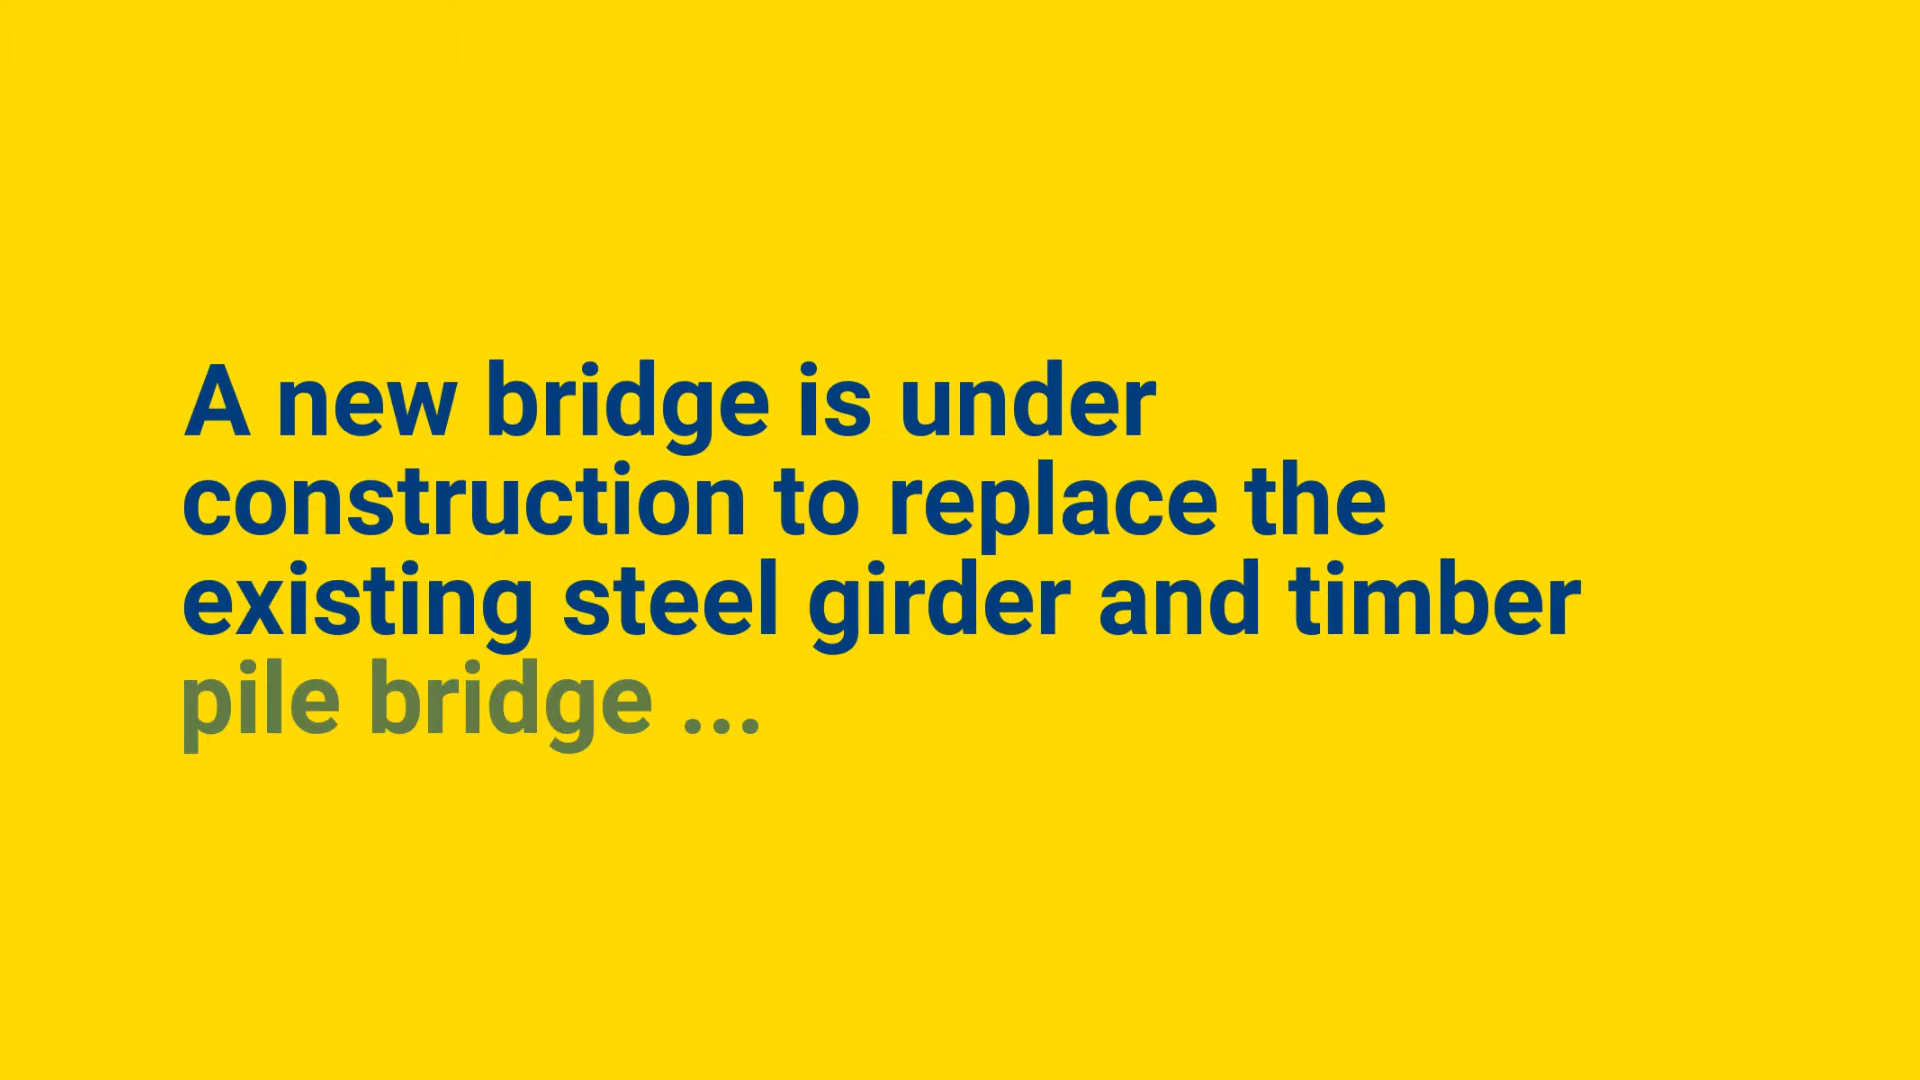 A new bridge is under
construction to replace the
existing steel girder and timber
pile bridge ...